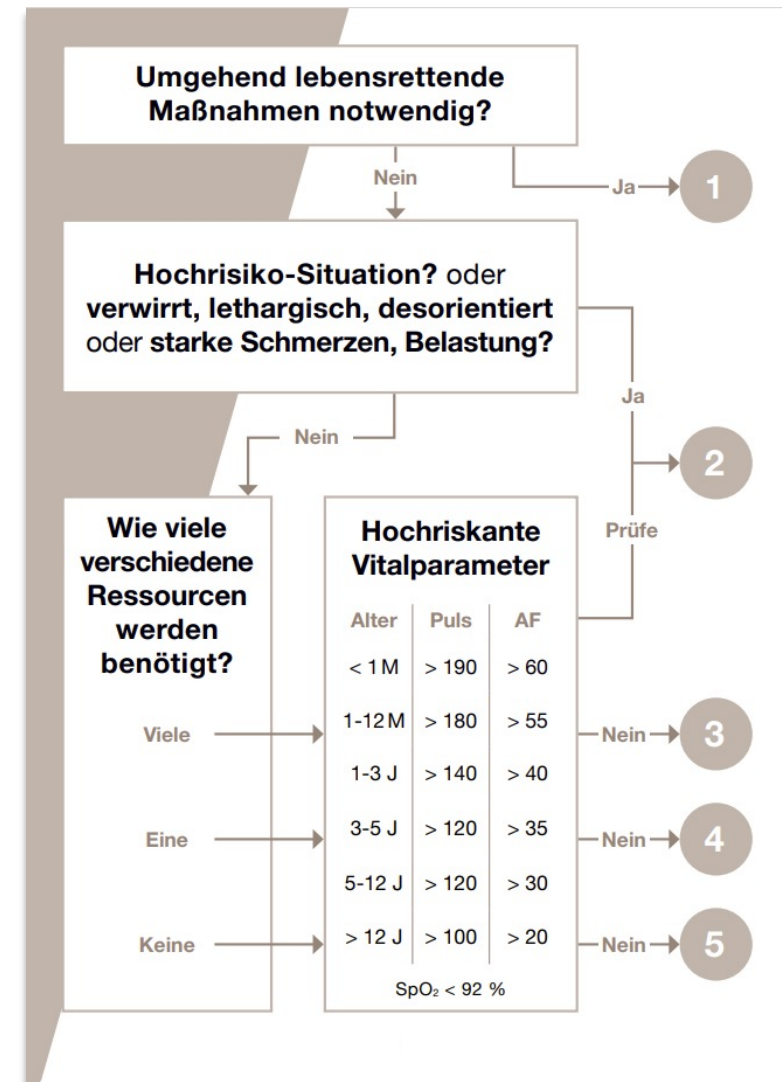 Umgehend lebensrettende
Maßnahmen notwendig?
Nein
Ja
1
Hochrisiko-Situation? oder
verwirrt, lethargisch, desorientiert
oder starke Schmerzen, Belastung?
Ja
Nein
2
Prüfe
Wie viele
verschiedene
Ressourcen
werden
benötigt?
Hochriskante
Vitalparameter
Alter Puls AF
< 1 M > 190 > 60
Viele 1-12 M > 180 > 55 Nein 3
1-3 J > 140 > 40
Eine 3-5 J > 120 > 35 Nein 4
5-12 J > 120 > 30
Keine > 12 J > 100 > 20 Nein 5
SpO₂ < 92 %